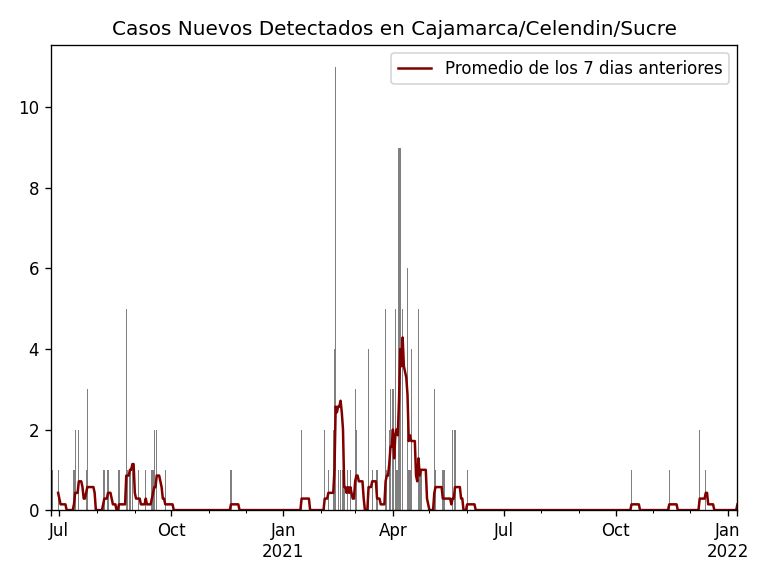 Casos Nuevos Detectados en Cajamarca/Celendin/Sucre
Promedio de los 7 dias anteriores
10
8
6
4
2
0
Jul Oct Jan Apr Jul Oct Jan
2021 2022